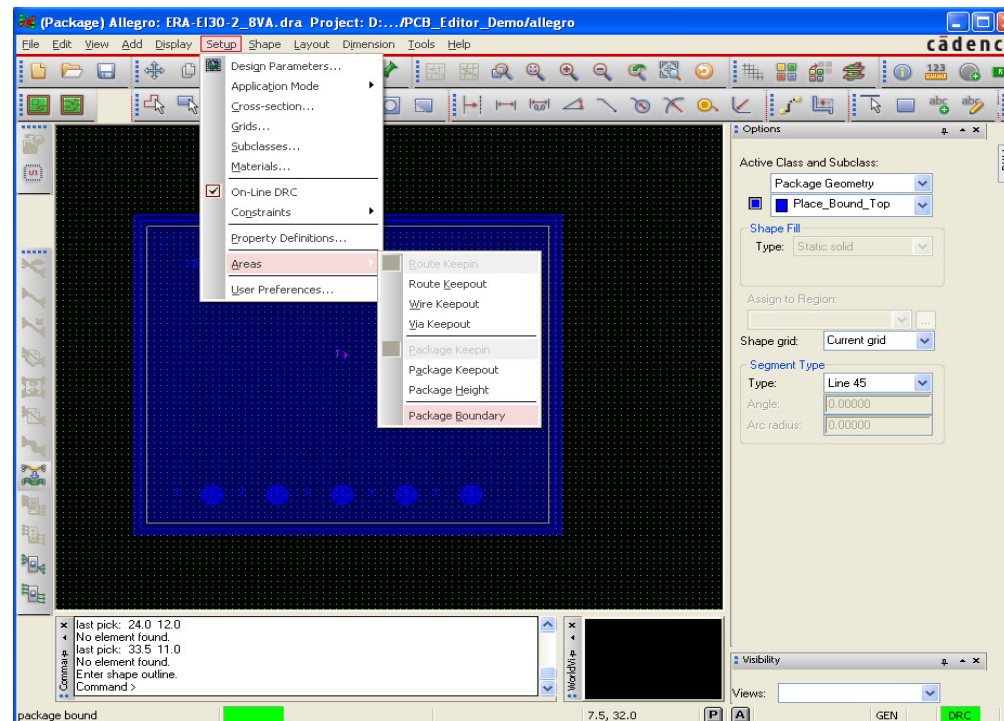 (Package) Allegro: ERA-EI30-2_8VA.dra Project: D:.../PCB_Editor_Demo/allegro
File Edit View Add Display Setup Shape Layout Dimension Tools Help
cādenc
Design Parameters...
Application Mode
Cross-section...
Grids...
Subclasses...
Materials...
On-Line DRC
Constraints
Property Definitions...
Areas
User Preferences...
Route Keepin
Route Keepout
Wire Keepout
Via Keepout
Package Keepin
Package Keepout
Package Height
Package Boundary
Options
Active Class and Subclass:
Package Geometry
Place_Bound_Top
Shape Fill
Type: Static solid
Assign to Region:
...
Shape grid: Current grid
Segment Type
Type: Line 45
Angle: 0.00000
Arc radius: 0.00000
last pick: 24.0 12.0
No element found.
last pick: 33.5 11.0
No element found.
Enter shape outline.
Command >
Visibility
Views:
package bound
7.5, 32.0
P
A
GEN
DRC